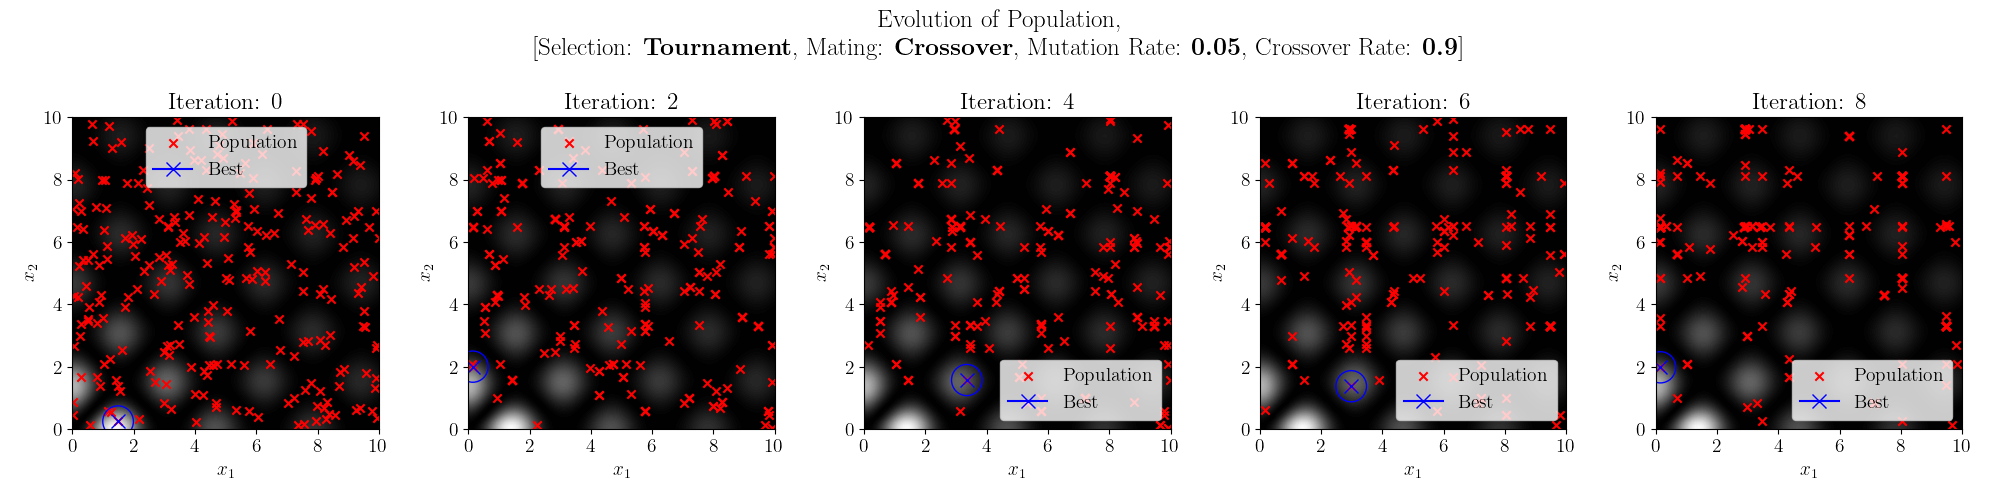 Evolution of Population,
[Selection: Tournament, Mating: Crossover, Mutation Rate: 0.05, Crossover Rate: 0.9]
Iteration: 0
10
8
6
4
2
0
x2
0 2 4 6 8 10
x1
Population
Best
Iteration: 2
10
8
6
4
2
0
x2
0 2 4 6 8 10
x1
Population
Best
Iteration: 4
10
8
6
4
2
0
x2
0 2 4 6 8 10
x1
Population
Best
Iteration: 6
10
8
6
4
2
0
x2
0 2 4 6 8 10
x1
Population
Best
Iteration: 8
10
8
6
4
2
0
x2
0 2 4 6 8 10
x1
Population
Best